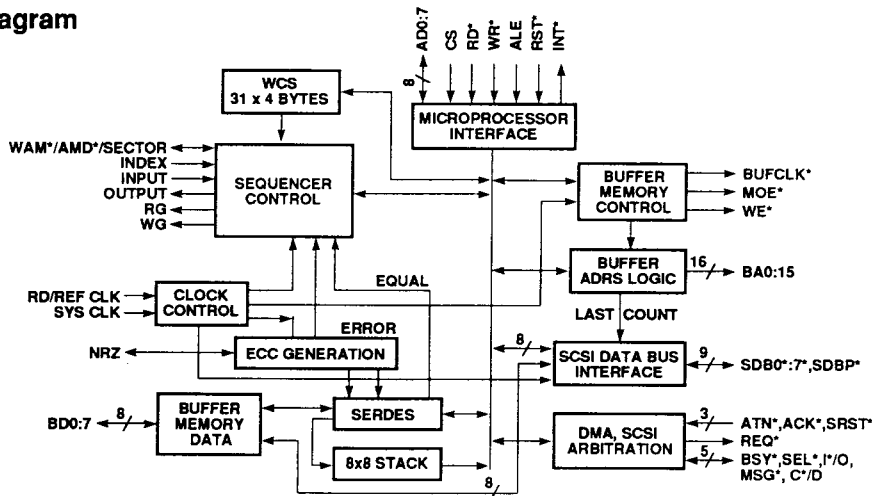 agram
AD0:7
CS
RD*
WR*
ALE
RST*
INT*
8
WCS
31 x 4 BYTES
MICROPROCESSOR
INTERFACE
WAM*/AMD*/SECTOR
INDEX
INPUT
OUTPUT
RG
WG
SEQUENCER
CONTROL
BUFFER
MEMORY
CONTROL
BUFCLK*
MOE*
WE*
BUFFER
ADRS LOGIC
16
BA0:15
EQUAL
RD/REF CLK
SYS CLK
CLOCK
CONTROL
LAST COUNT
ERROR
NRZ
ECC GENERATION
8
SCSI DATA BUS
INTERFACE
9
SDB0*:7*,SDBP*
BD0:7
8
BUFFER
MEMORY
DATA
SERDES
8x8 STACK
8
DMA, SCSI
ARBITRATION
3
ATN*,ACK*,SRST*
REQ*
5
BSY*,SEL*,I*/O,
MSG*, C*/D